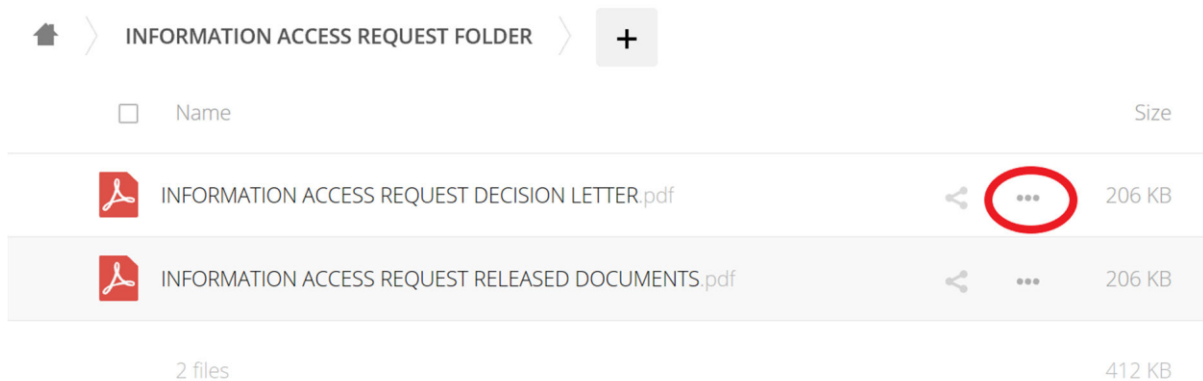 INFORMATION ACCESS REQUEST FOLDER +
Name Size
INFORMATION ACCESS REQUEST DECISION LETTER.pdf ••• 206 KB
INFORMATION ACCESS REQUEST RELEASED DOCUMENTS.pdf ••• 206 KB
2 files 412 KB